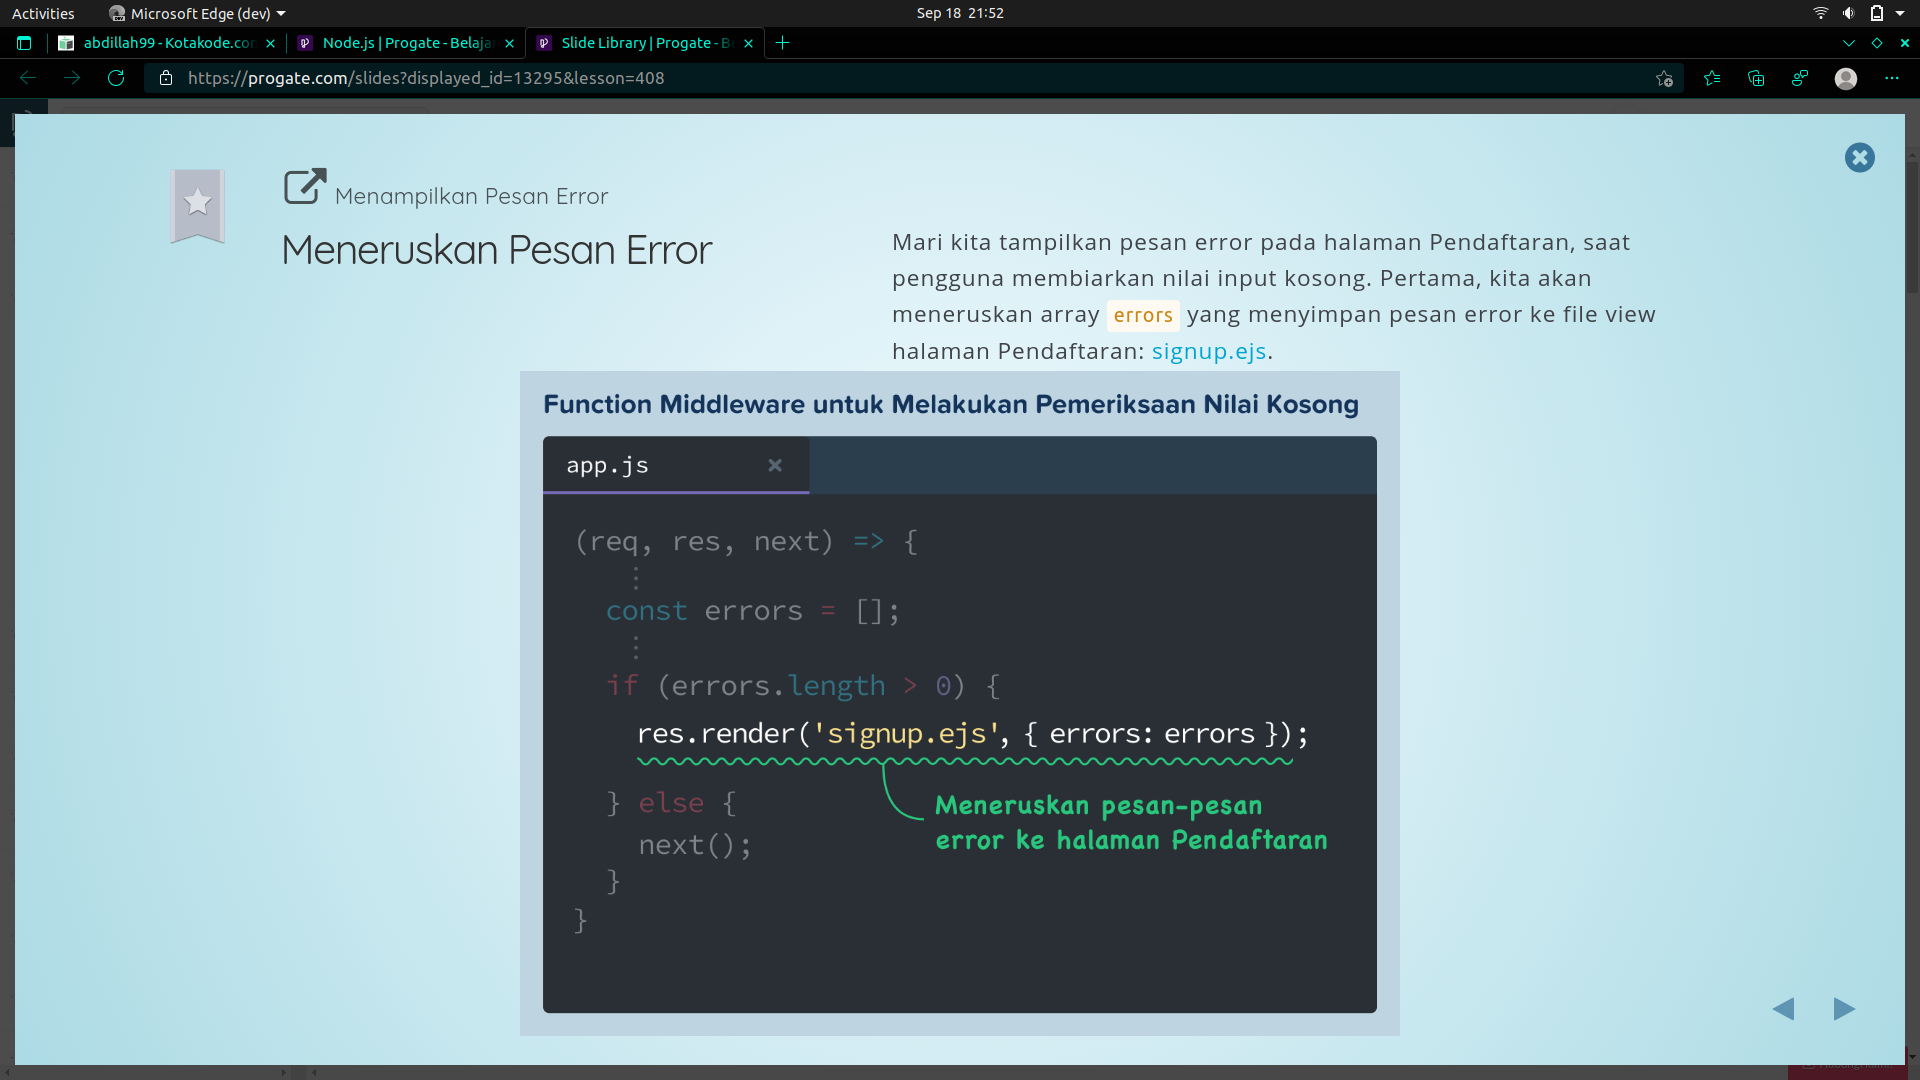 Activities
Microsoft Edge (dev)
Sep 18 21:52
abdillah99 - Kotakode.co
Node.js | Progate - Belaja
Slide Library | Progate - B
https://progate.com/slides?displayed_id=13295&lesson=408
Menampilkan Pesan Error
Meneruskan Pesan Error
Mari kita tampilkan pesan error pada halaman Pendaftaran, saat
pengguna membiarkan nilai input kosong. Pertama, kita akan
meneruskan array errors yang menyimpan pesan error ke file view
halaman Pendaftaran: signup.ejs.
Function Middleware untuk Melakukan Pemeriksaan Nilai Kosong
app.js
(req, res, next) => {
⋮
const errors = [];
⋮
if (errors.length > 0) {
res.render('signup.ejs', { errors: errors });
Meneruskan pesan-pesan
error ke halaman Pendaftaran
} else {
next();
}
}